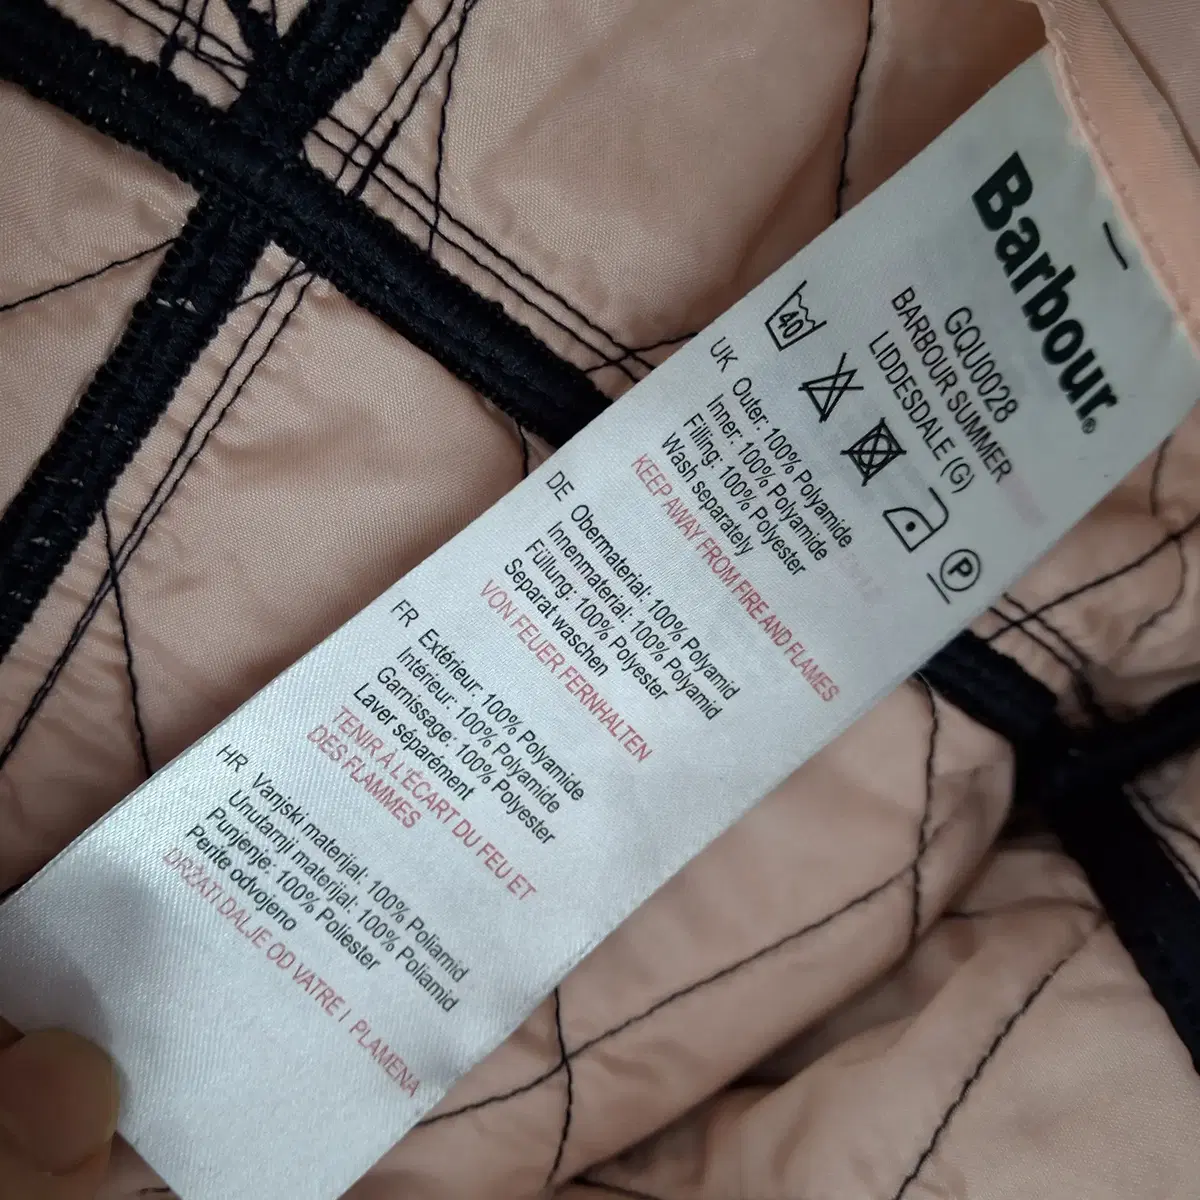 Barbour®
GQU0028
BARBOUR SUMMER
LIDDESDALE (G)
40
P
UK Outer: 100% Polyamide
Inner: 100% Polyamide
Filling: 100% Polyester
Wash separately
KEEP AWAY FROM FIRE AND FLAMES
DE Obermaterial: 100% Polyamid
Innenmaterial: 100% Polyamid
Füllung: 100% Polyester
Separat waschen
VON FEUER FERNHALTEN
FR Extérieur: 100% Polyamide
Intérieur: 100% Polyamide
Garnissage: 100% Polyester
Laver séparément
TENIR À L'ÉCART DU FEU ET
DES FLAMMES
HR Vanjski materijal: 100% Poliamid
Unutarnji materijal: 100% Poliamid
Punjenje: 100% Poliester
Perite odvojeno
DRŽATI DALJE OD VATRE I PLAMENA